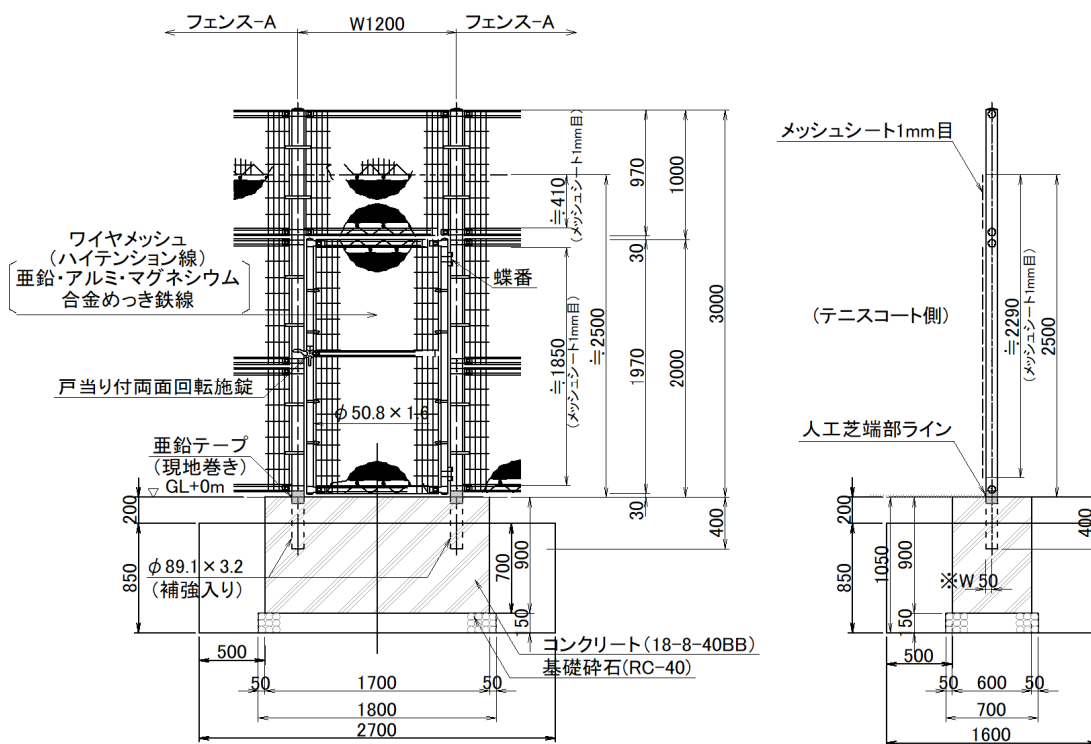 フェンス-A
W1200
フェンス-A
≒410
(メッシュシート1mm目)
970
1000
30
ワイヤメッシュ
(ハイテンション線)
亜鉛・アルミ・マグネシウム
合金めっき鉄線
蝶番
≒1850
(メッシュシート1mm目)
≒2500
1970
2000
3000
戸当り付両面回転施錠
φ50.8×1.6
亜鉛テープ
(現地巻き)
GL+0m
200
850
30
400
φ89.1×3.2
(補強入り)
700
900
150
コンクリート(18-8-40BB)
基礎砕石(RC-40)
500
50
1700
50
1800
2700
メッシュシート1mm目
(テニスコート側)
≒2290
(メッシュシート1mm目)
2500
人工芝端部ライン
200
850
1050
900
150
※W50
400
500
50
600
50
700
1600